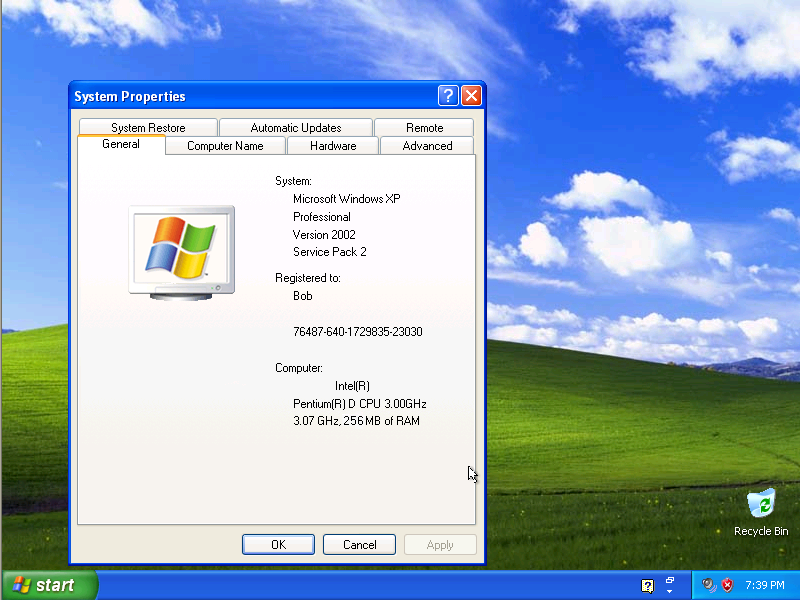 System Properties
System Restore
Automatic Updates
Remote
General
Computer Name
Hardware
Advanced
System:
Microsoft Windows XP
Professional
Version 2002
Service Pack 2
Registered to:
Bob
76487-640-1729835-23030
Computer:
Intel(R)
Pentium(R) D CPU 3.00GHz
3.07 GHz, 256 MB of RAM
OK
Cancel
Apply
Recycle Bin
start
7:39 PM